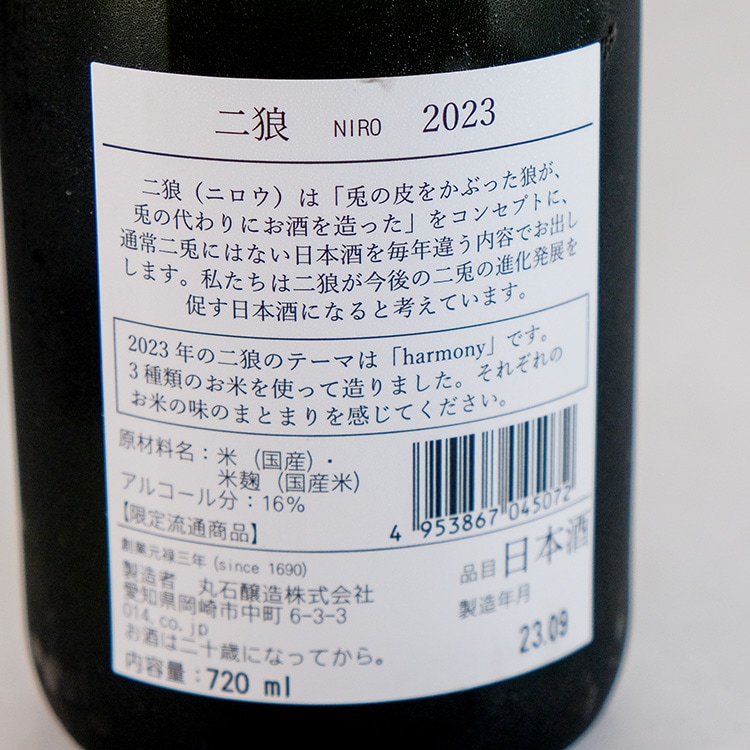 二狼 NIRO 2023
二狼（ニロウ）は「兎の皮をかぶった狼が、
兎の代わりにお酒を造った」をコンセプトに、
通常二兎にはない日本酒を毎年違う内容でお出し
します。私たちは二狼が今後の二兎の進化発展を
促す日本酒になると考えています。
2023年の二狼のテーマは「harmony」です。
3種類のお米を使って造りました。それぞれの
お米の味のまとまりを感じてください。
原材料名：米（国産）・
米麹（国産米）
アルコール分：16%
【限定流通商品】
4 953867 045072
創業元禄三年 (since 1690)
製造者 丸石醸造株式会社
愛知県岡崎市中町 6-3-3
014.co.jp
お酒は二十歳になってから。
内容量：720 ml
品目 日本酒
製造年月
23.09